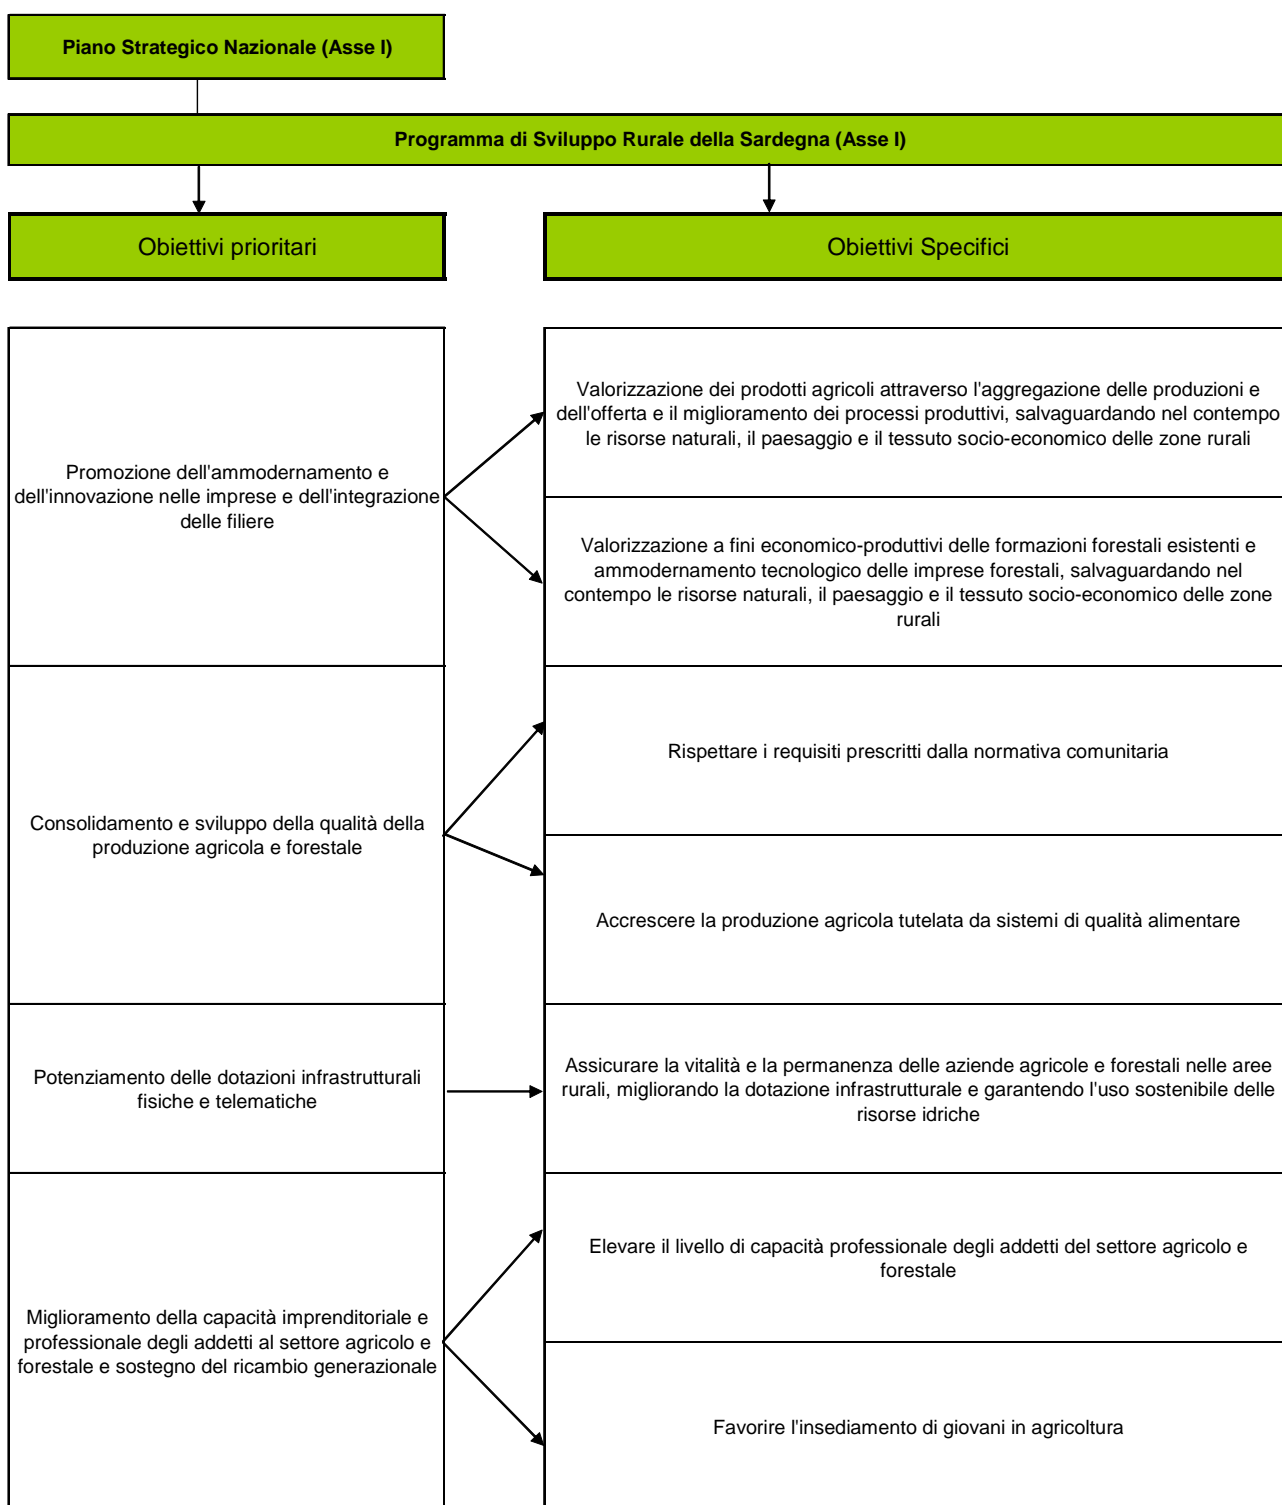 Piano Strategico Nazionale (Asse I)
Programma di Sviluppo Rurale della Sardegna (Asse I)
Obiettivi prioritari
Obiettivi Specifici
Promozione dell'ammodernamento e
dell'innovazione nelle imprese e dell'integrazione
delle filiere
Valorizzazione dei prodotti agricoli attraverso l'aggregazione delle produzioni e
dell'offerta e il miglioramento dei processi produttivi, salvaguardando nel contempo
le risorse naturali, il paesaggio e il tessuto socio-economico delle zone rurali
Valorizzazione a fini economico-produttivi delle formazioni forestali esistenti e
ammodernamento tecnologico delle imprese forestali, salvaguardando nel
contempo le risorse naturali, il paesaggio e il tessuto socio-economico delle zone
rurali
Consolidamento e sviluppo della qualità della
produzione agricola e forestale
Rispettare i requisiti prescritti dalla normativa comunitaria
Accrescere la produzione agricola tutelata da sistemi di qualità alimentare
Potenziamento delle dotazioni infrastrutturali
fisiche e telematiche
Assicurare la vitalità e la permanenza delle aziende agricole e forestali nelle aree
rurali, migliorando la dotazione infrastrutturale e garantendo l'uso sostenibile delle
risorse idriche
Miglioramento della capacità imprenditoriale e
professionale degli addetti al settore agricolo e
forestale e sostegno del ricambio generazionale
Elevare il livello di capacità professionale degli addetti del settore agricolo e
forestale
Favorire l'insediamento di giovani in agricoltura